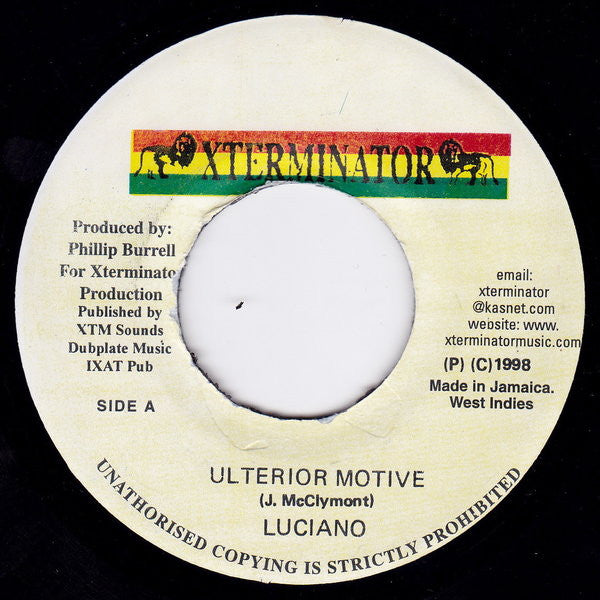 XTERMINATOR
Produced by:
Phillip Burrell
For Xterminato
Production
Published by
XTM Sounds
Dubplate Music
IXAT Pub
SIDE A
email:
xterminator
@kasnet.com
website: www.
xterminatormusic.com
(P) (C)1998
Made in Jamaica.
West Indies
ULTERIOR MOTIVE
(J. McClymont)
LUCIANO
UNATHORISED COPYING IS STRICTLY PROHIBITED